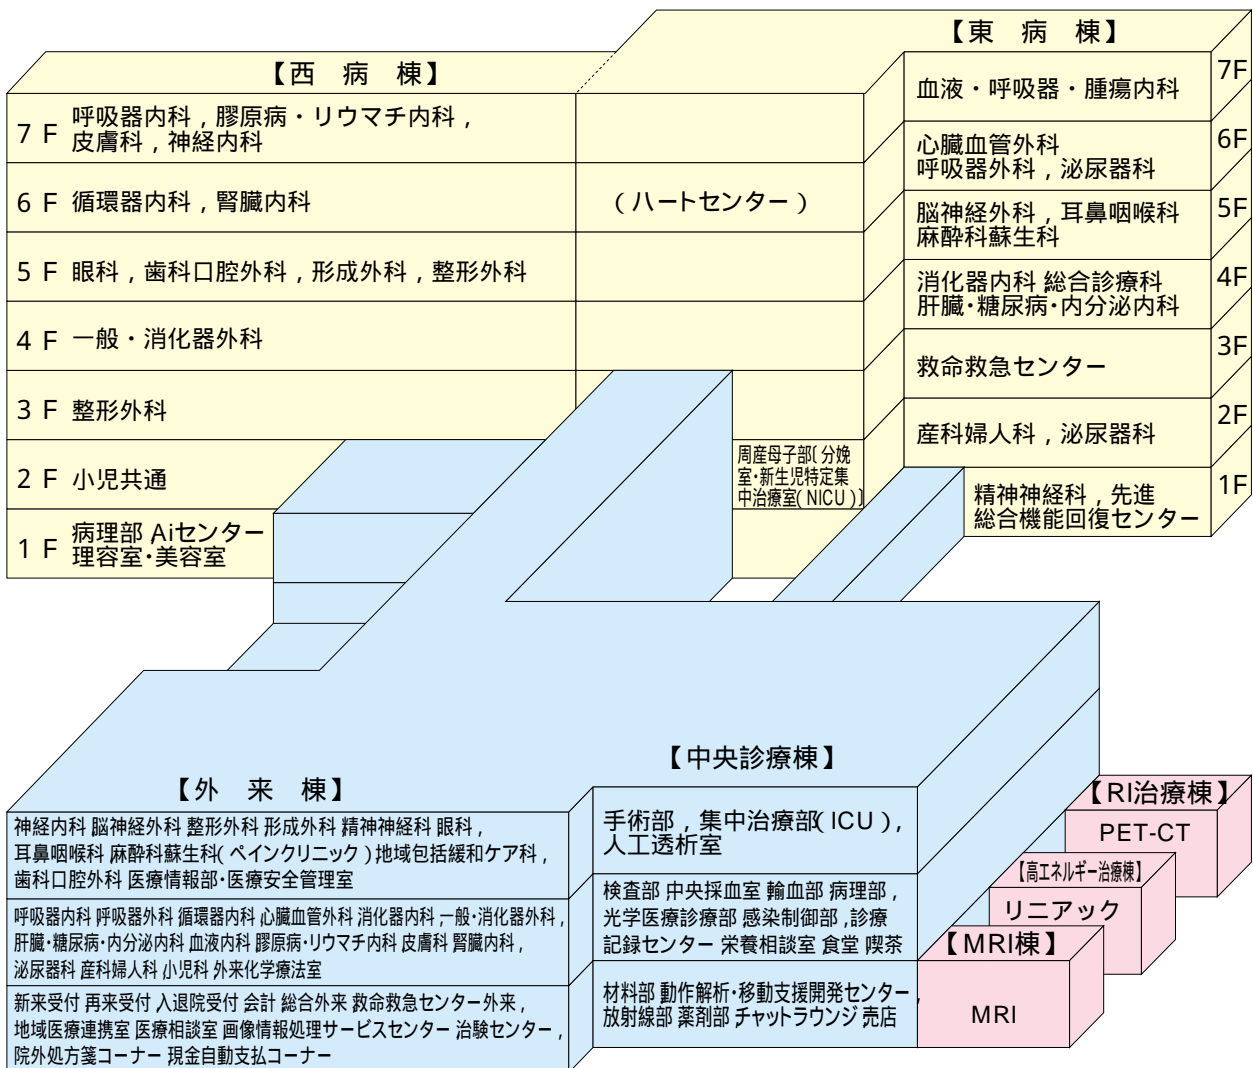 【西　病　棟】
7 F 呼吸器内科，膠原病・リウマチ内科，
皮膚科，神経内科
6 F 循環器内科，腎臓内科
（ハートセンター）
5 F 眼科，歯科口腔外科，形成外科，整形外科
4 F 一般・消化器外科
3 F 整形外科
2 F 小児共通
周産母子部〔分娩
室・新生児特定集
中治療室（NICU）〕
1 F 病理部 Aiセンター
理容室・美容室
【東　病　棟】
血液・呼吸器・腫瘍内科 7F
心臓血管外科 6F
呼吸器外科，泌尿器科
脳神経外科，耳鼻咽喉科 5F
麻酔科蘇生科
消化器内科 総合診療科 4F
肝臓・糖尿病・内分泌内科
救命救急センター 3F
産科婦人科，泌尿器科 2F
精神神経科，先進 1F
総合機能回復センター
【外　来　棟】
神経内科 脳神経外科 整形外科 形成外科 精神神経科 眼科，
耳鼻咽喉科 麻酔科蘇生科（ペインクリニック）地域包括緩和ケア科，
歯科口腔外科 医療情報部・医療安全管理室
呼吸器内科 呼吸器外科 循環器内科 心臓血管外科 消化器内科 一般・消化器外科，
肝臓・糖尿病・内分泌内科 血液内科 膠原病・リウマチ内科 皮膚科 腎臓内科，
泌尿器科 産科婦人科 小児科 外来化学療法室
新来受付 再来受付 入退院受付 会計 総合外来 救命救急センター外来，
地域医療連携室 医療相談室 画像情報処理サービスセンター 治験センター，
院外処方箋コーナー 現金自動支払コーナー
【中央診療棟】
手術部，集中治療部（ICU），
人工透析室
検査部 中央採血室 輸血部 病理部，
光学医療診療部 感染制御部，診療
記録センター 栄養相談室 食堂 喫茶
材料部 動作解析・移動支援開発センター，
放射線部 薬剤部 チャットラウンジ 売店
【RI治療棟】
PET-CT
【高エネルギー治療棟】
リニアック
【MRI棟】
MRI